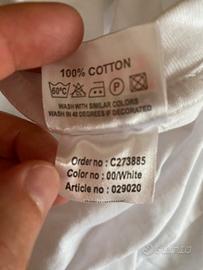 100% COTTON
60°C
WASH WITH SIMILAR COLORS
WASH IN 40 DEGREES IF DECORATED
Order no : C273885
Color no : 00/White
Article no : 029020